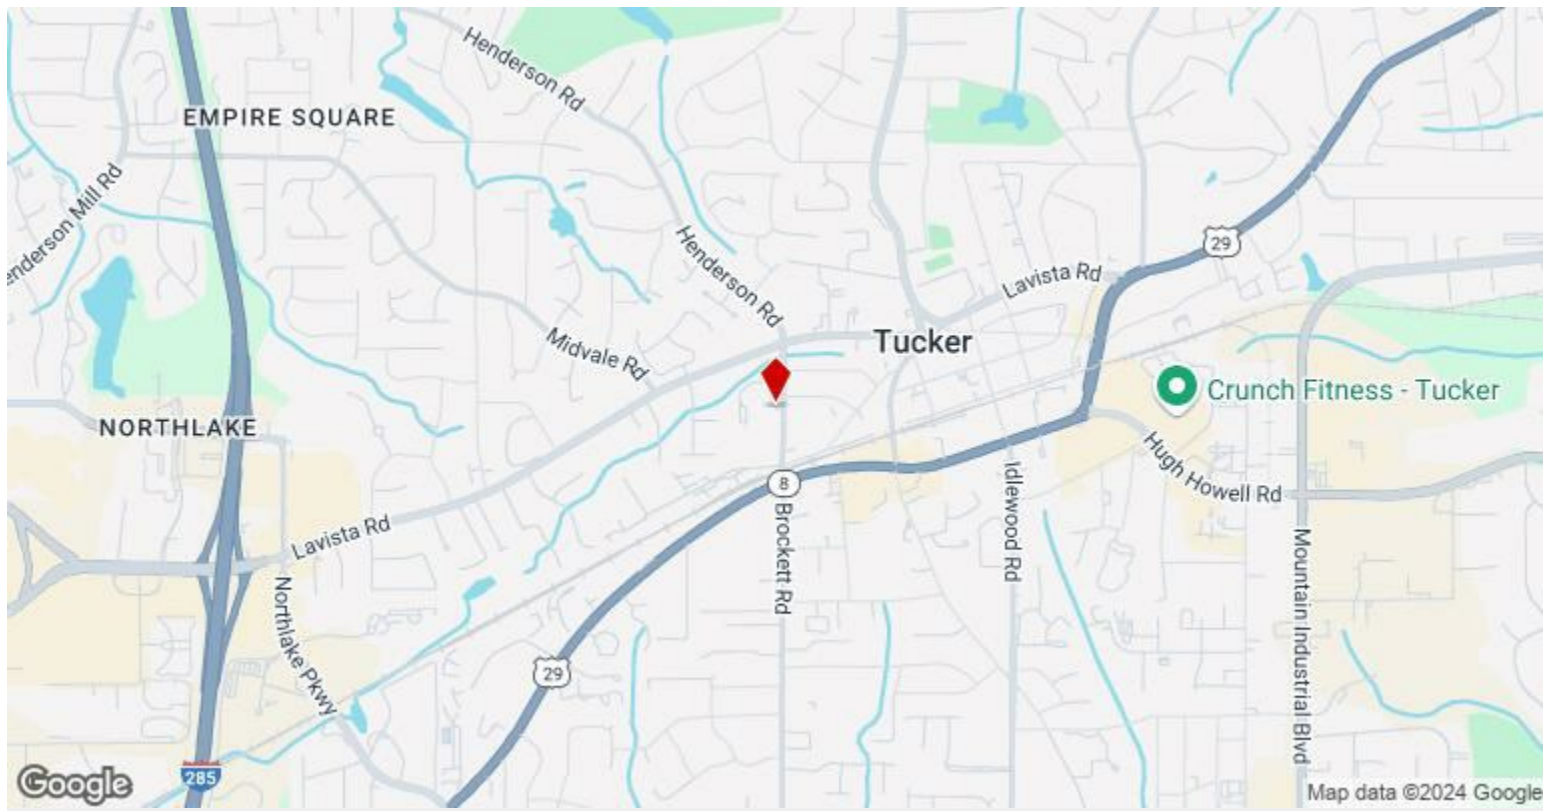 Henderson Rd
EMPIRE SQUARE
enderson Mill Rd
29
Henderson Rd
Lavista Rd
Midvale Rd
Tucker
Crunch Fitness - Tucker
NORTHLAKE
Hugh Howell Rd
8
Idlewood Rd
Lavista Rd
Brockett Rd
Mountain Industrial Blvd
Northlake Pkwy
29
285
Google
Map data ©2024 Google